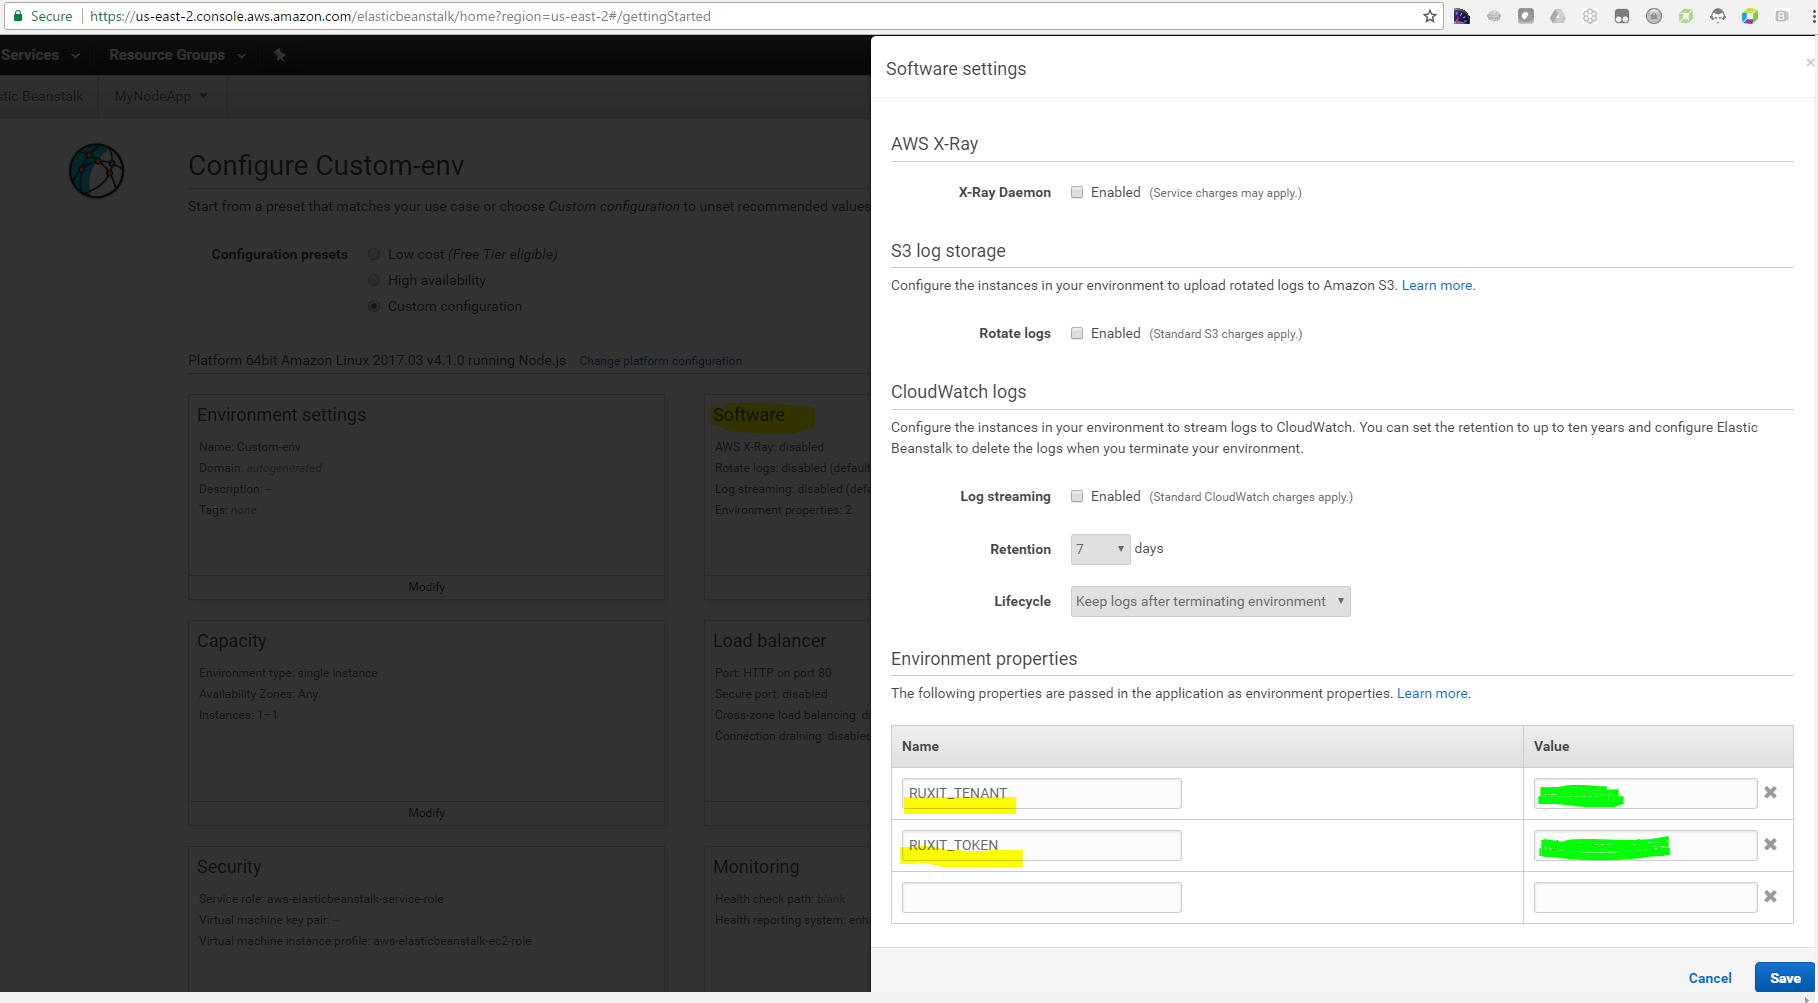 Secure https://us-east-2.console.aws.amazon.com/elasticbeanstalk/home?region=us-east-2#/gettingStarted
Services Resource Groups
stic Beanstalk MyNodeApp
Configure Custom-env
Start from a preset that matches your use case or choose Custom configuration to unset recommended values
Configuration presets Low cost (Free Tier eligible)
High availability
Custom configuration
Platform 64bit Amazon Linux 2017.03 v4.1.0 running Node.js Change platform configuration
Environment settings
Name: Custom-env
Domain: autogenerated
Description: --
Tags: none
Modify
Software
AWS X-Ray: disabled
Rotate logs: disabled (default
Log streaming: disabled (defa
Environment properties: 2
Capacity
Environment type: single instance
Availability Zones: Any
Instances: 1–1
Modify
Load balancer
Port: HTTP on port 80
Secure port: disabled
Cross-zone load balancing: di
Connection draining: disabled
Security
Service role: aws-elasticbeanstalk-service-role
Virtual machine key pair: --
Virtual machine instance profile: aws-elasticbeanstalk-ec2-role
Monitoring
Health check path: blank
Health reporting system: enh
Software settings
AWS X-Ray
X-Ray Daemon Enabled (Service charges may apply.)
S3 log storage
Configure the instances in your environment to upload rotated logs to Amazon S3. Learn more.
Rotate logs Enabled (Standard S3 charges apply.)
CloudWatch logs
Configure the instances in your environment to stream logs to CloudWatch. You can set the retention to up to ten years and configure Elastic
Beanstalk to delete the logs when you terminate your environment.
Log streaming Enabled (Standard CloudWatch charges apply.)
Retention 7 days
Lifecycle Keep logs after terminating environment
Environment properties
The following properties are passed in the application as environment properties. Learn more.
Name Value
RUXIT_TENANT
RUXIT_TOKEN
Cancel Save